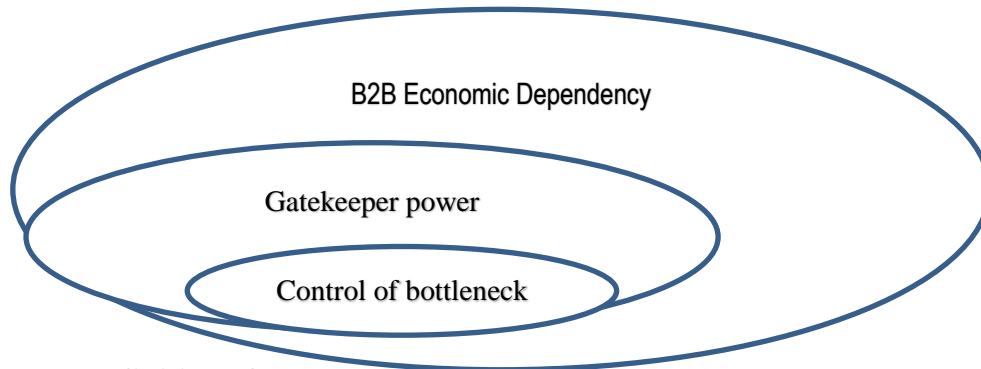 B2B Economic Dependency
Gatekeeper power
Control of bottleneck